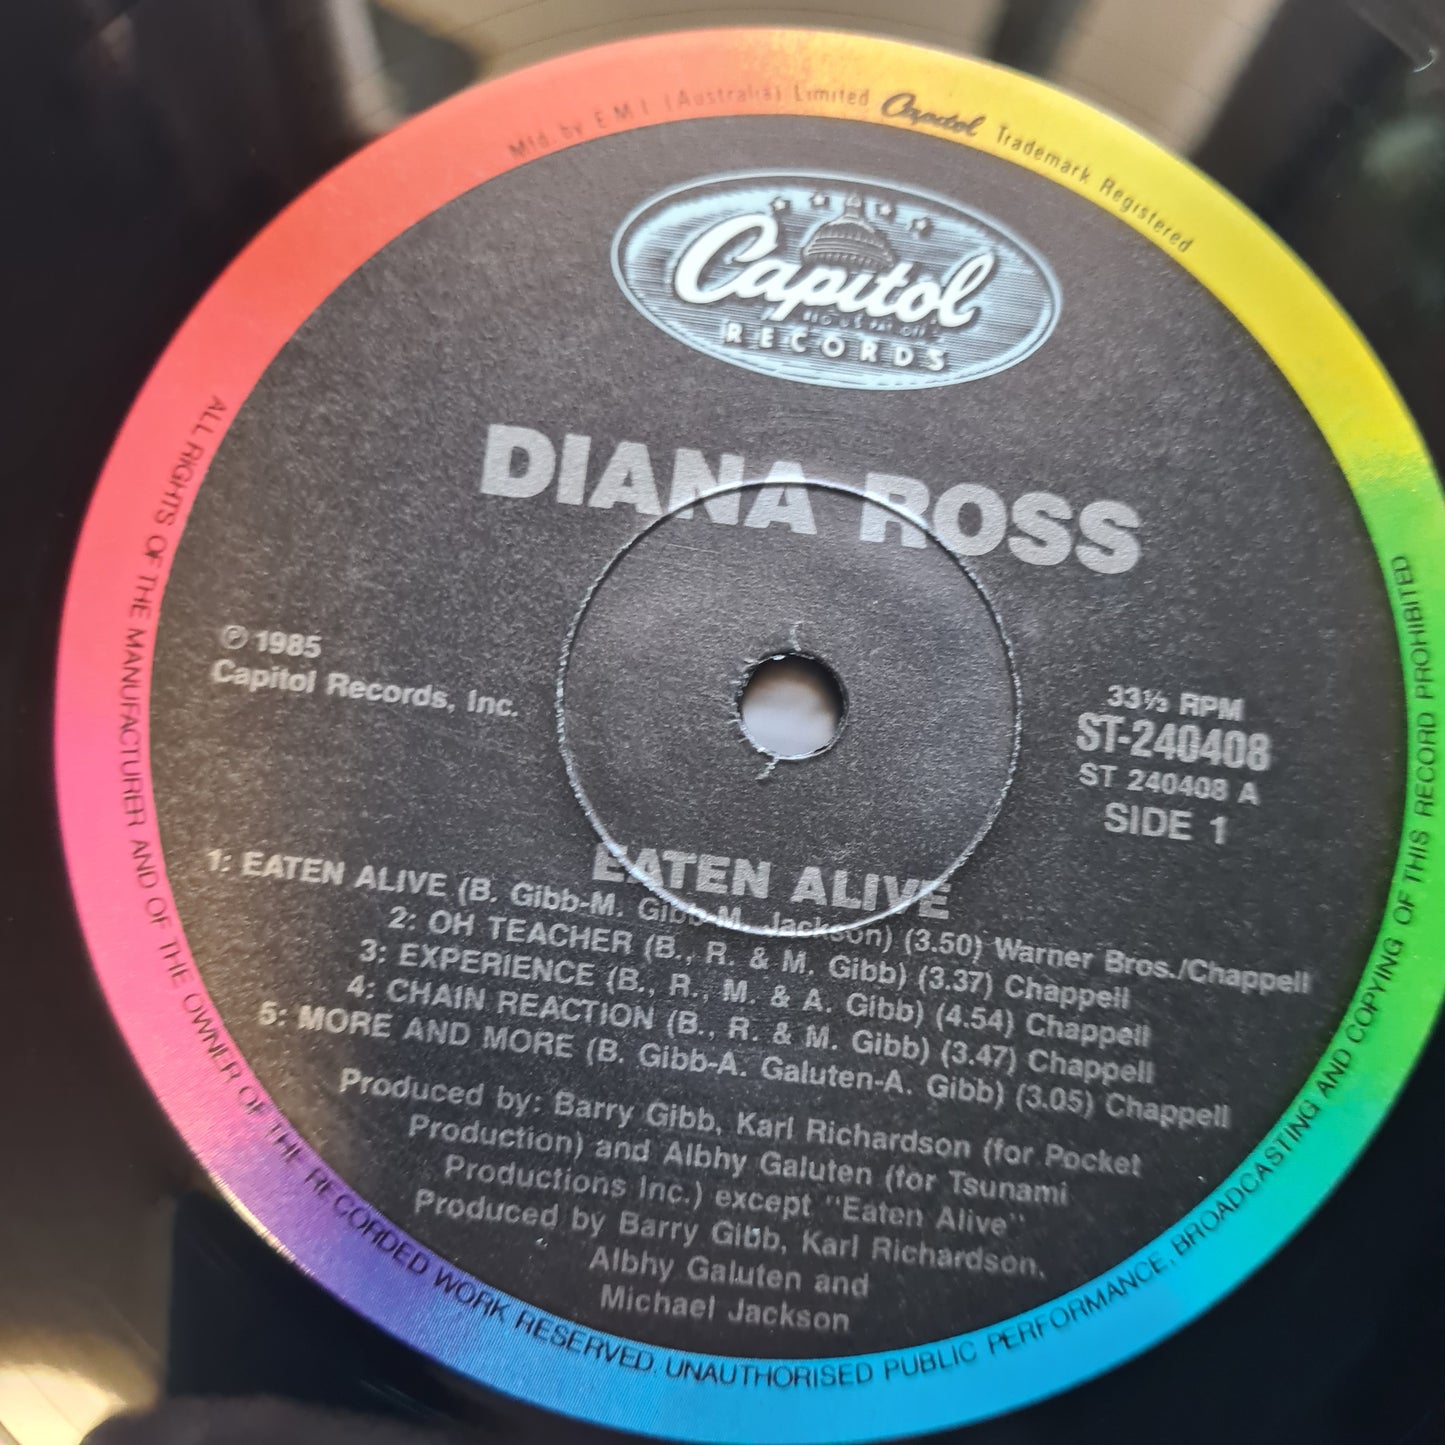 Mfd. by E M I (Australia) Limited Capitol Trademark Registered
Capitol
REG. U.S. PAT. OFF.
RECORDS
DIANA ROSS
℗ 1985
Capitol Records, Inc.
33⅓ RPM
ST-240408
ST 240408 A
SIDE 1
EATEN ALIVE
1: EATEN ALIVE (B. Gibb-M. Gibb-M. Jackson) (3.50) Warner Bros./Chappell
2: OH TEACHER (B., R. & M. Gibb) (3.37) Chappell
3: EXPERIENCE (B., R., M. & A. Gibb) (4.54) Chappell
4: CHAIN REACTION (B., R. & M. Gibb) (3.47) Chappell
5: MORE AND MORE (B. Gibb-A. Galuten-A. Gibb) (3.05) Chappell
Produced by: Barry Gibb, Karl Richardson (for Pocket
Production) and Albhy Galuten (for Tsunami
Productions Inc.) except "Eaten Alive"
Produced by Barry Gibb, Karl Richardson.
Albhy Galuten and
Michael Jackson
ALL RIGHTS OF THE MANUFACTURER AND OF THE OWNER OF THE RECORDED WORK RESERVED. UNAUTHORISED PUBLIC PERFORMANCE, BROADCASTING AND COPYING OF THIS RECORD PROHIBITED